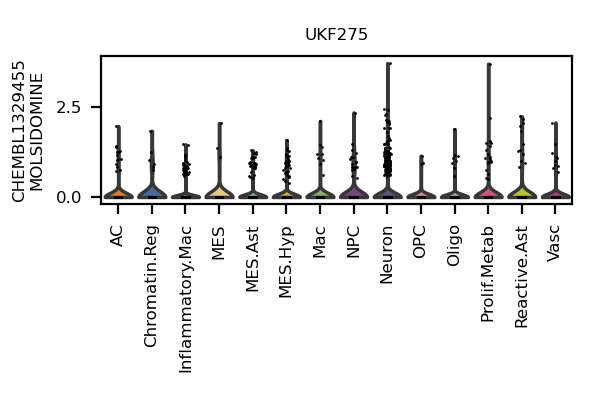 UKF275
CHEMBL1329455
MOLSIDOMINE
2.5
0.0
AC
Chromatin.Reg
Inflammatory.Mac
MES
MES.Ast
MES.Hyp
Mac
NPC
Neuron
OPC
Oligo
Prolif.Metab
Reactive.Ast
Vasc